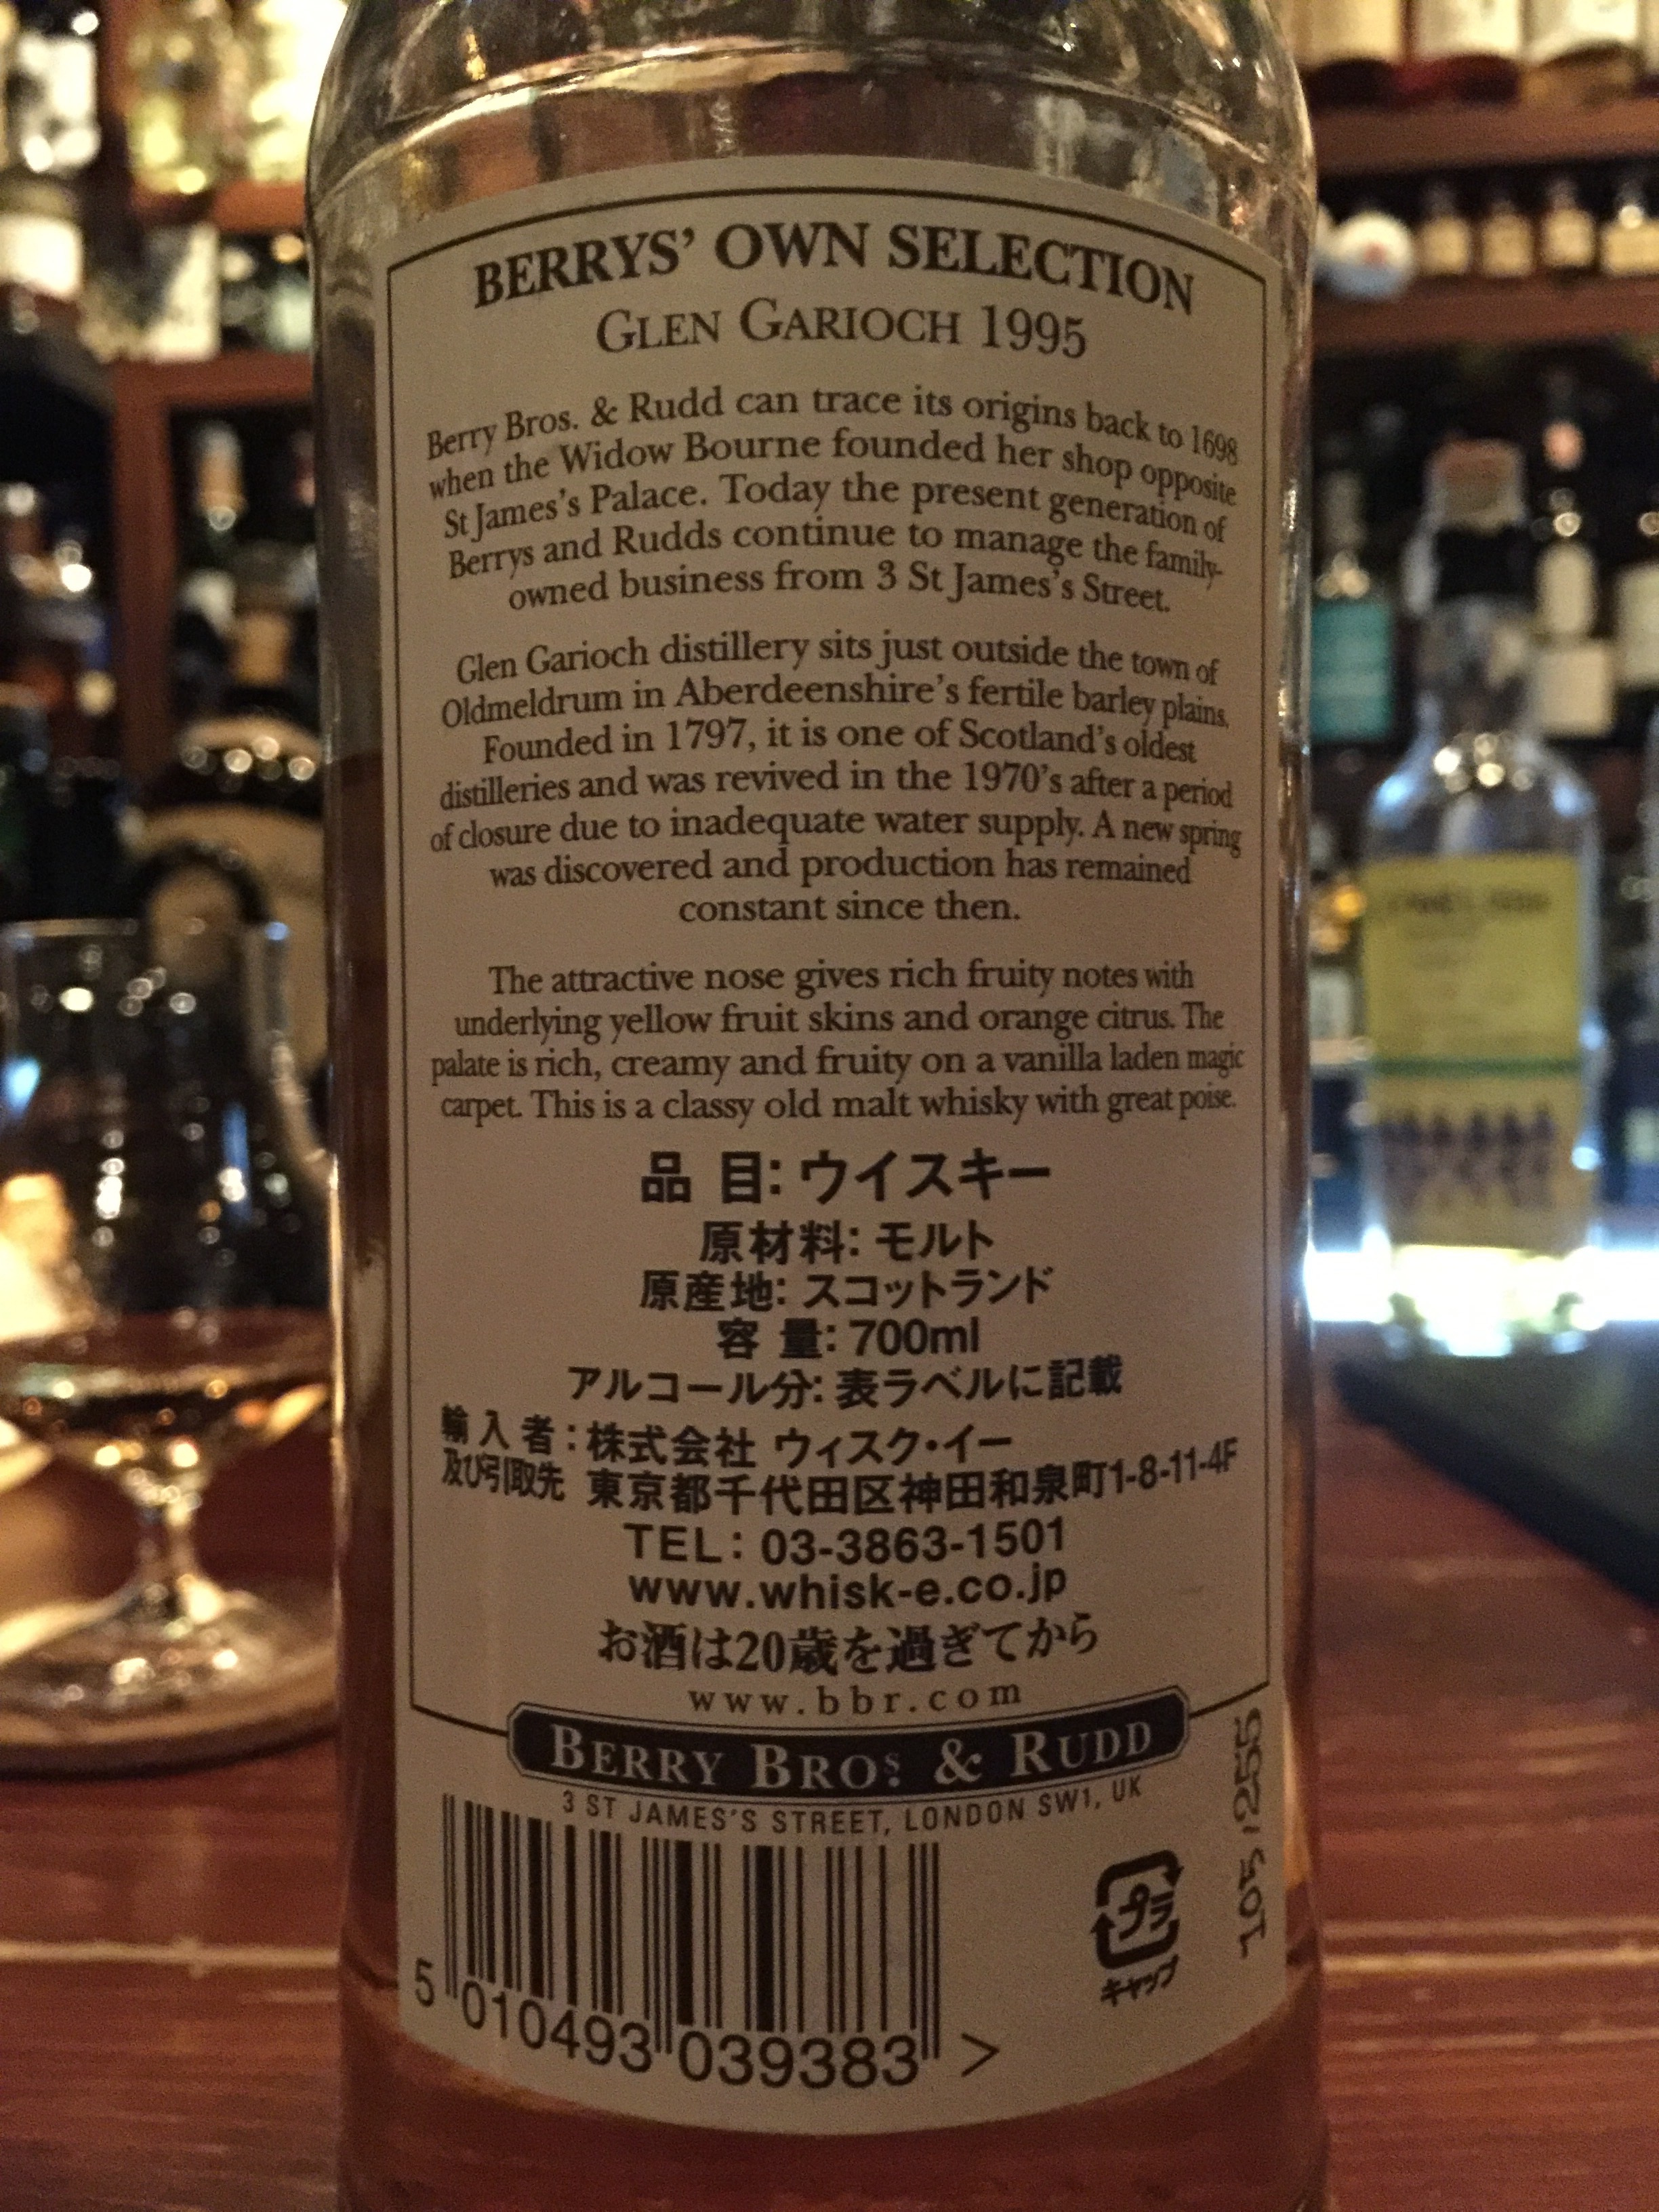 BERRYS' OWN SELECTION
GLEN GARIOCH 1995
Berry Bros. & Rudd can trace its origins back to 1698
when the Widow Bourne founded her shop opposite
St James's Palace. Today the present generation of
Berrys and Rudds continue to manage the family-
owned business from 3 St James's Street.
Glen Garioch distillery sits just outside the town of
Oldmeldrum in Aberdeenshire's fertile barley plains.
Founded in 1797, it is one of Scotland's oldest
distilleries and was revived in the 1970's after a period
of closure due to inadequate water supply. A new spring
was discovered and production has remained
constant since then.
The attractive nose gives rich fruity notes with
underlying yellow fruit skins and orange citrus. The
palate is rich, creamy and fruity on a vanilla laden magic
carpet. This is a classy old malt whisky with great poise.
品 目: ウイスキー
原材料: モルト
原産地: スコットランド
容 量: 700ml
アルコール分: 表ラベルに記載
輸入者: 株式会社 ウィスク・イー
及び引取先 東京都千代田区神田和泉町1-8-11-4F
TEL: 03-3863-1501
www.whisk-e.co.jp
お酒は20歳を過ぎてから
www.bbr.com
BERRY BROS. & RUDD
3 ST JAMES'S STREET, LONDON SW1, UK
5 010493 039383 >
プラ
キャップ